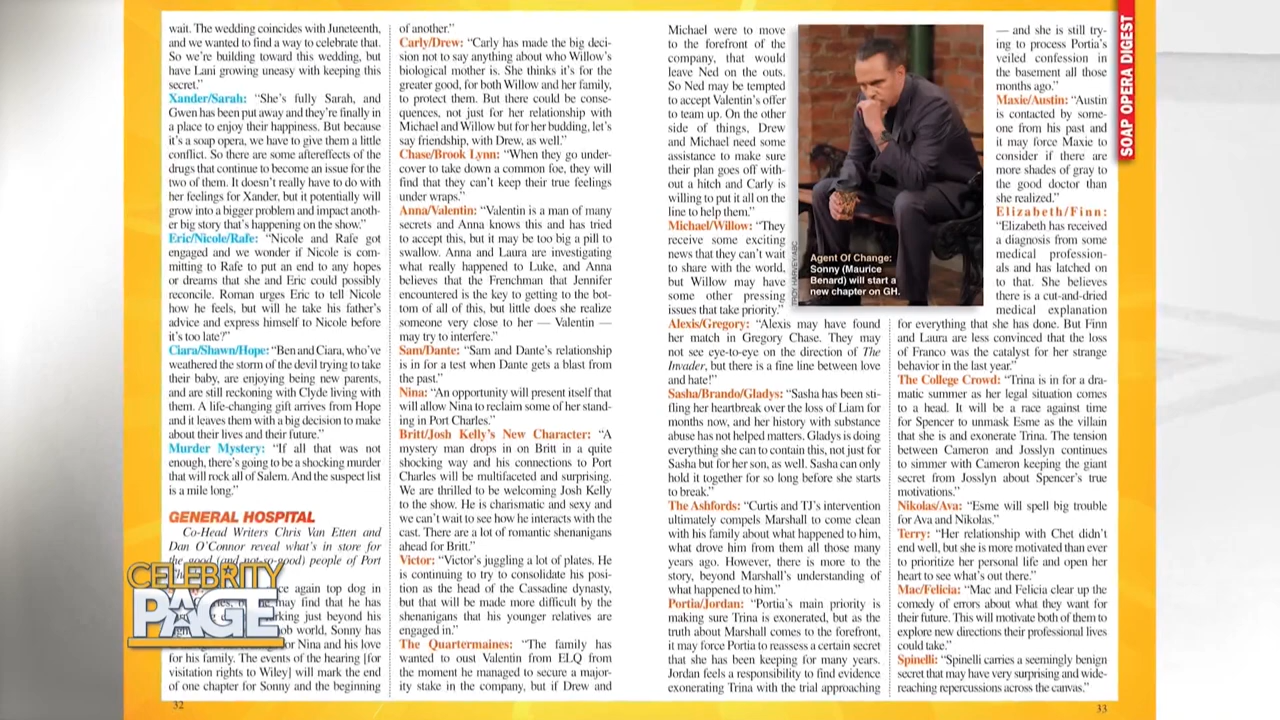 wait. The wedding coincides with Juneteenth,
and we wanted to find a way to celebrate that.
So we're building toward this wedding, but
have Lani growing uneasy with keeping this
secret."
Xander/Sarah: "She's fully Sarah, and
Gwen has been put away and they're finally in
a place to enjoy their happiness. But because
it's a soap opera, we have to give them a little
conflict. So there are some aftereffects of the
drugs that continue to become an issue for the
two of them. It doesn't really have to do with
her feelings for Xander, but it potentially will
grow into a bigger problem and impact anoth-
er big story that's happening on the show."
Eric/Nicole/Rafe: "Nicole and Rafe got
engaged and we wonder if Nicole is com-
mitting to Rafe to put an end to any hopes
or dreams that she and Eric could possibly
reconcile. Roman urges Eric to tell Nicole
how he feels, but will he take his father's
advice and express himself to Nicole before
it's too late?"
Ciara/Shawn/Hope: "Ben and Ciara, who've
weathered the storm of the devil trying to take
their baby, are enjoying being new parents,
and are still reckoning with Clyde living with
them. A life-changing gift arrives from Hope
and it leaves them with a big decision to make
about their lives and their future."
Murder Mystery: "If all that was not
enough, there's going to be a shocking murder
that will rock all of Salem. And the suspect list
is a mile long."
GENERAL HOSPITAL
Co-Head Writers Chris Van Etten and
Dan O'Connor reveal what's in store for
the good (and not-so-good) people of Port
again top dog in
may find that he has
rking just beyond his
ob world, Sonny has
or Nina and his love
for his family. The events of the hearing [for
visitation rights to Wiley] will mark the end
of one chapter for Sonny and the beginning
32
CELEBRITY
PAGE
of another."
Carly/Drew: "Carly has made the big deci-
sion not to say anything about who Willow's
biological mother is. She thinks it's for the
greater good, for both Willow and her family,
to protect them. But there could be conse-
quences, not just for her relationship with
Michael and Willow but for her budding, let's
say friendship, with Drew, as well."
Chase/Brook Lynn: "When they go under-
cover to take down a common foe, they will
find that they can't keep their true feelings
under wraps."
Anna/Valentin: "Valentin is a man of many
secrets and Anna knows this and has tried
to accept this, but it may be too big a pill to
swallow. Anna and Laura are investigating
what really happened to Luke, and Anna
believes that the Frenchman that Jennifer
encountered is the key to getting to the bot-
tom of all of this, but little does she realize
someone very close to her — Valentin —
may try to interfere."
Sam/Dante: "Sam and Dante's relationship
is in for a test when Dante gets a blast from
the past."
Nina: "An opportunity will present itself that
will allow Nina to reclaim some of her stand-
ing in Port Charles."
Britt/Josh Kelly's New Character: "A
mystery man drops in on Britt in a quite
shocking way and his connections to Port
Charles will be multifaceted and surprising.
We are thrilled to be welcoming Josh Kelly
to the show. He is charismatic and sexy and
we can't wait to see how he interacts with the
cast. There are a lot of romantic shenanigans
ahead for Britt."
Victor: "Victor's juggling a lot of plates. He
is continuing to try to consolidate his posi-
tion as the head of the Cassadine dynasty,
but that will be made more difficult by the
shenanigans that his younger relatives are
engaged in."
The Quartermaines: "The family has
wanted to oust Valentin from ELQ from
the moment he managed to secure a major-
ity stake in the company, but if Drew and
Michael were to move
to the forefront of the
company, that would
leave Ned on the outs.
So Ned may be tempted
to accept Valentin's offer
to team up. On the other
side of things, Drew
and Michael need some
assistance to make sure
their plan goes off with-
out a hitch and Carly is
willing to put it all on the
line to help them."
Michael/Willow: "They
receive some exciting
news that they can't wait
to share with the world,
but Willow may have
some other pressing
issues that take priority."
Alexis/Gregory: "Alexis may have found
her match in Gregory Chase. They may
not see eye-to-eye on the direction of The
Invader, but there is a fine line between love
and hate!"
Sasha/Brando/Gladys: "Sasha has been sti-
fling her heartbreak over the loss of Liam for
months now, and her history with substance
abuse has not helped matters. Gladys is doing
everything she can to contain this, not just for
Sasha but for her son, as well. Sasha can only
hold it together for so long before she starts
to break."
The Ashfords: "Curtis and TJ's intervention
ultimately compels Marshall to come clean
with his family about what happened to him,
what drove him from them all those many
years ago. However, there is more to the
story, beyond Marshall's understanding of
what happened to him."
Portia/Jordan: "Portia's main priority is
making sure Trina is exonerated, but as the
truth about Marshall comes to the forefront,
it may force Portia to reassess a certain secret
that she has been keeping for many years.
Jordan feels a responsibility to find evidence
exonerating Trina with the trial approaching
TROY HARVEY/ABC
Agent Of Change:
Sonny (Maurice
Benard) will start a
new chapter on GH.
— and she is still try-
ing to process Portia's
veiled confession in
the basement all those
months ago."
Maxie/Austin: "Austin
is contacted by some-
one from his past and
it may force Maxie to
consider if there are
more shades of gray to
the good doctor than
she realized."
Elizabeth/Finn:
"Elizabeth has received
a diagnosis from some
medical profession-
als and has latched on
to that. She believes
there is a cut-and-dried
medical explanation
for everything that she has done. But Finn
and Laura are less convinced that the loss
of Franco was the catalyst for her strange
behavior in the last year."
The College Crowd: "Trina is in for a dra-
matic summer as her legal situation comes
to a head. It will be a race against time
for Spencer to unmask Esme as the villain
that she is and exonerate Trina. The tension
between Cameron and Josslyn continues
to simmer with Cameron keeping the giant
secret from Josslyn about Spencer's true
motivations."
Nikolas/Ava: "Esme will spell big trouble
for Ava and Nikolas."
Terry: "Her relationship with Chet didn't
end well, but she is more motivated than ever
to prioritize her personal life and open her
heart to see what's out there."
Mac/Felicia: "Mac and Felicia clear up the
comedy of errors about what they want for
their future. This will motivate both of them to
explore new directions their professional lives
could take."
Spinelli: "Spinelli carries a seemingly benign
secret that may have very surprising and wide-
reaching repercussions across the canvas."
33
SOAP OPERA DIGEST